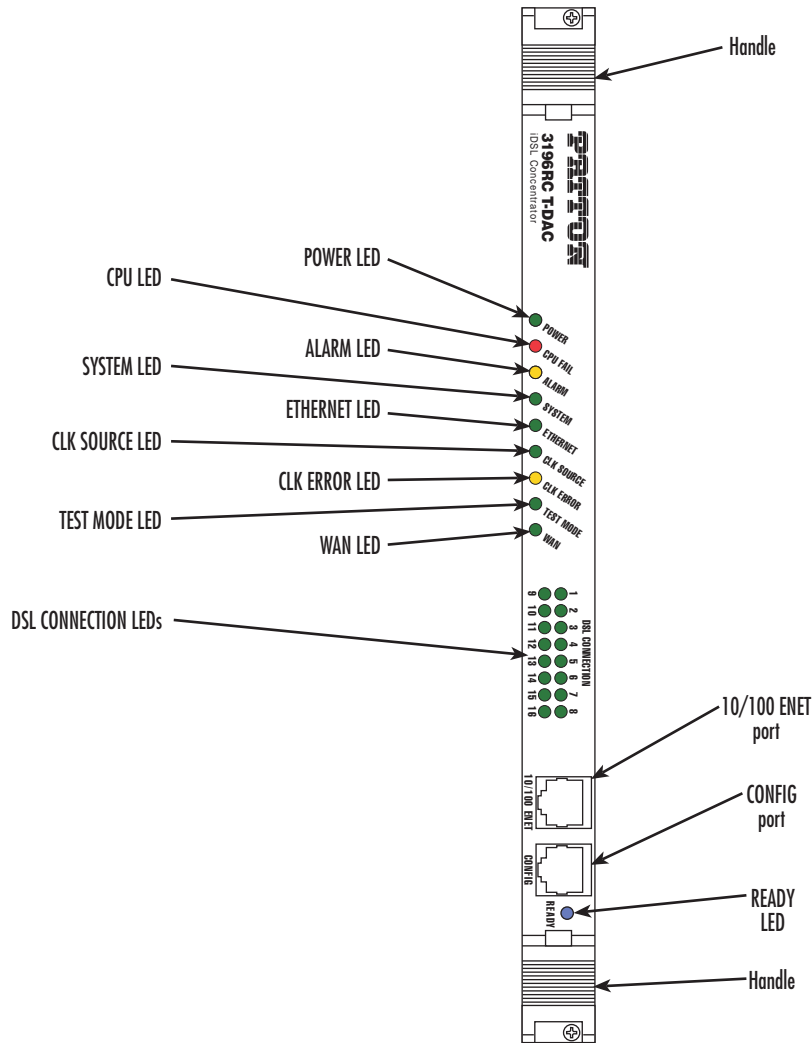 Handle
PATTON
3196RC T-DAC
iDSL Concentrator
POWER LED
CPU LED
ALARM LED
SYSTEM LED
ETHERNET LED
CLK SOURCE LED
CLK ERROR LED
TEST MODE LED
WAN LED
POWER
CPU FAIL
ALARM
SYSTEM
ETHERNET
CLK SOURCE
CLK ERROR
TEST MODE
WAN
DSL CONNECTION LEDs
9 1
10 2
11 3
12 4
13 5
14 6
15 7
16 8
DSL CONNECTION
10/100 ENET
port
10/100 ENET
CONFIG
port
CONFIG
READY
LED
READY
Handle